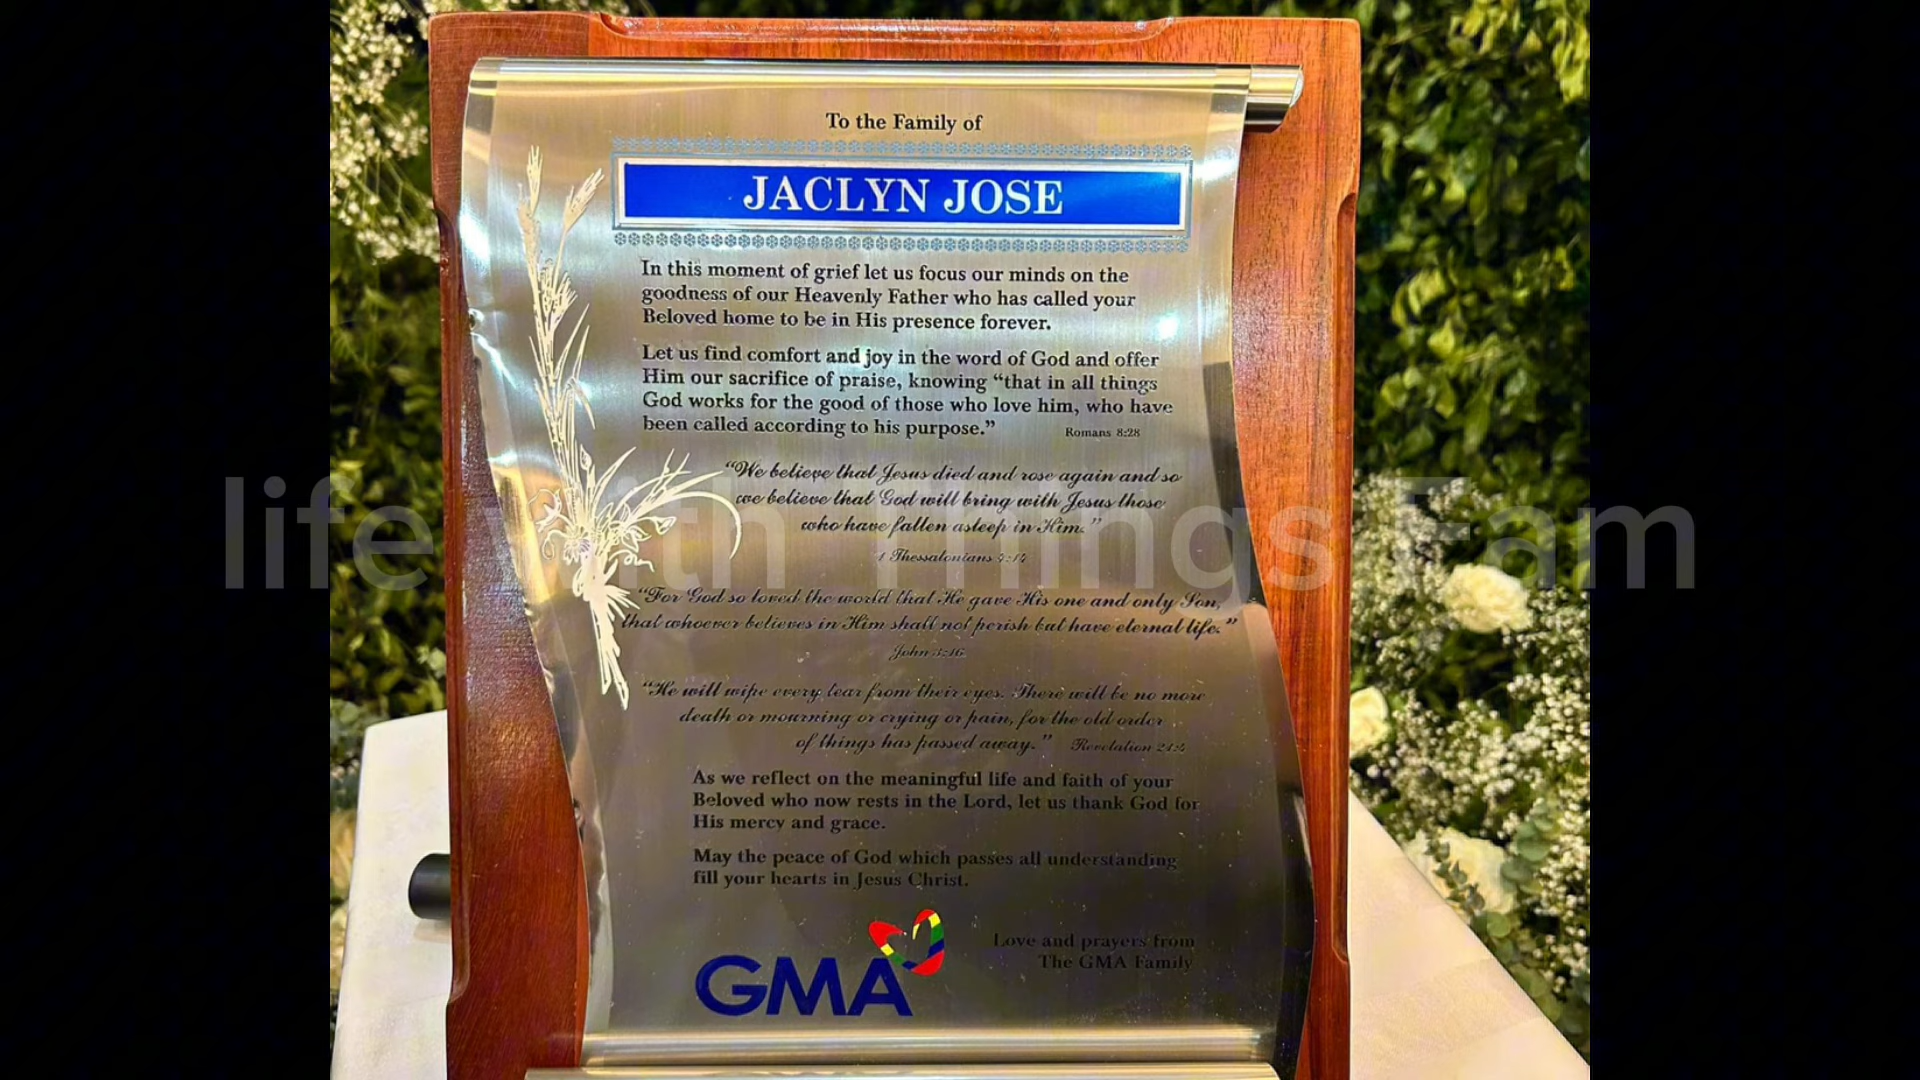 To the Family of
JACLYN JOSE
In this moment of grief let us focus our minds on the
goodness of our Heavenly Father who has called your
Beloved home to be in His presence forever.
Let us find comfort and joy in the word of God and offer
Him our sacrifice of praise, knowing “that in all things
God works for the good of those who love him, who have
been called according to his purpose.” Romans 8:28
“We believe that Jesus died and rose again and so
we believe that God will bring with Jesus those
who have fallen asleep in Him.”
1 Thessalonians 4:14
“For God so loved the world that He gave His one and only Son,
that whoever believes in Him shall not perish but have eternal life.”
John 3:16
“He will wipe every tear from their eyes. There will be no more
death or mourning or crying or pain, for the old order
of things has passed away.” Revelation 21:4
As we reflect on the meaningful life and faith of your
Beloved who now rests in the Lord, let us thank God for
His mercy and grace.
May the peace of God which passes all understanding
fill your hearts in Jesus Christ.
Love and prayers from
The GMA Family
GMA
life with Things Fam